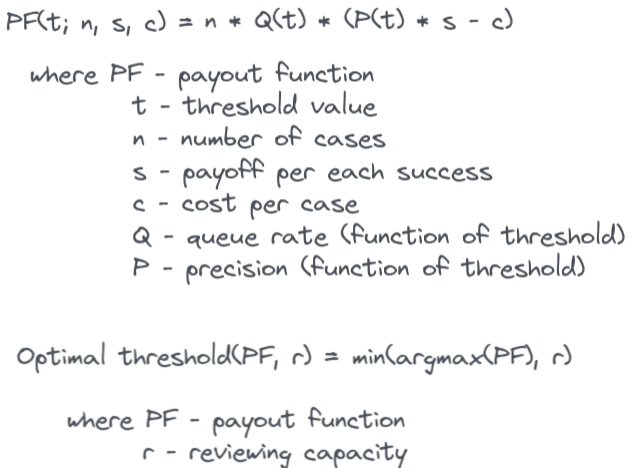 PF(t; n, s, c) = n * Q(t) * (P(t) * s - c)
where PF - payout function
t - threshold value
n - number of cases
s - payoff per each success
c - cost per case
Q - queue rate (function of threshold)
P - precision (function of threshold)
Optimal threshold(PF, r) = min(argmax(PF), r)
where PF - payout function
r - reviewing capacity